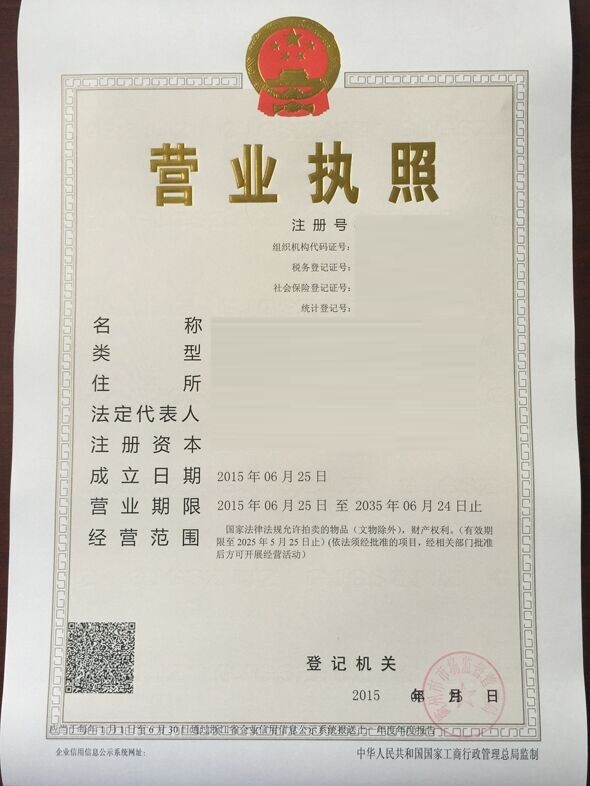 营业执照
注册号
组织机构代码证号:
税务登记证号:
社会保险登记证号:
统计登记号:
名称
类型
住所
法定代表人
注册资本
成立日期 2015 年 06 月 25 日
营业期限 2015 年 06 月 25 日 至 2035 年 06 月 24 日止
经营范围 国家法律法规允许拍卖的物品（文物除外），财产权利。（有效期
限至 2025 年 5 月 25 日止）(依法须经批准的项目，经相关部门批准
后方可开展经营活动）
登记机关
2015 年 月 日
应当于每年 1 月 1 日至 6 月 30 日通过浙江省企业信用信息公示系统报送上一年度年度报告
企业信用信息公示系统网址:
中华人民共和国国家工商行政管理总局监制